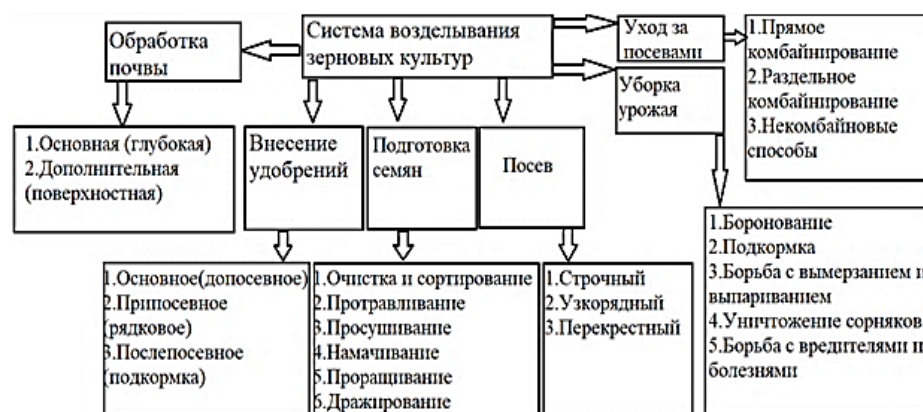 Обработка
почвы
Система возделывания
зерновых культур
Уход за
посевами
Уборка
урожая
1.Прямое
комбайнирование
2.Раздельное
комбайнирование
3.Некомбайновые
способы
1.Основная (глубокая)
2.Дополнительная
(поверхностная)
Внесение
удобрений
Подготовка
семян
Посев
1.Основное(допосевное)
2.Припосевное
(рядковое)
3.Послепосевное
(подкормка)
1.Очистка и сортирование
2.Протравливание
3.Просушивание
4.Намачивание
5.Проращивание
6.Дражирование
1.Строчный
2.Узкорядный
3.Перекрестный
1.Боронование
2.Подкормка
3.Борьба с вымерзанием и
выпариванием
4.Уничтожение сорняков
5.Борьба с вредителями и
болезнями